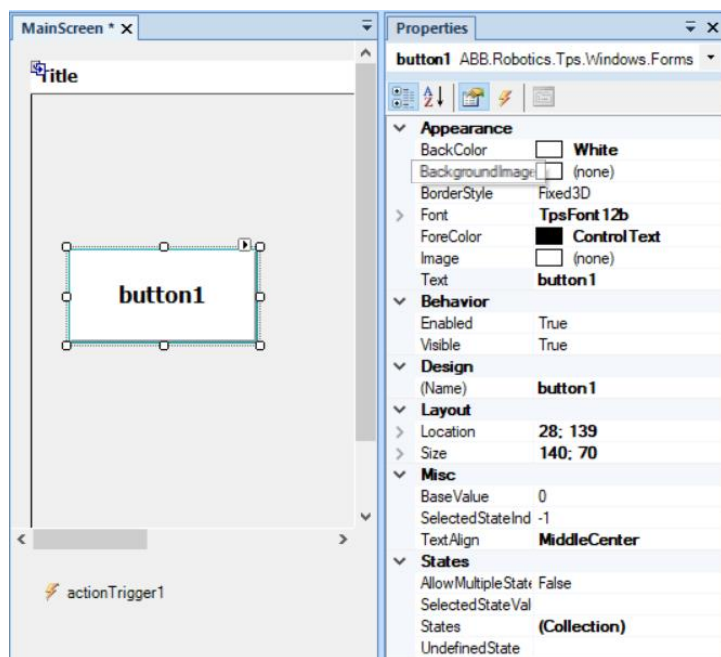 MainScreen *
Title
button1
actionTrigger1
Properties
button1 ABB.Robotics.Tps.Windows.Forms
Appearance
BackColor White
BackgroundImage (none)
BorderStyle Fixed3D
Font TpsFont12b
ForeColor ControlText
Image (none)
Text button1
Behavior
Enabled True
Visible True
Design
(Name) button1
Layout
Location 28; 139
Size 140; 70
Misc
BaseValue 0
SelectedStateInd -1
TextAlign MiddleCenter
States
AllowMultipleState False
SelectedStateVal
States (Collection)
UndefinedState